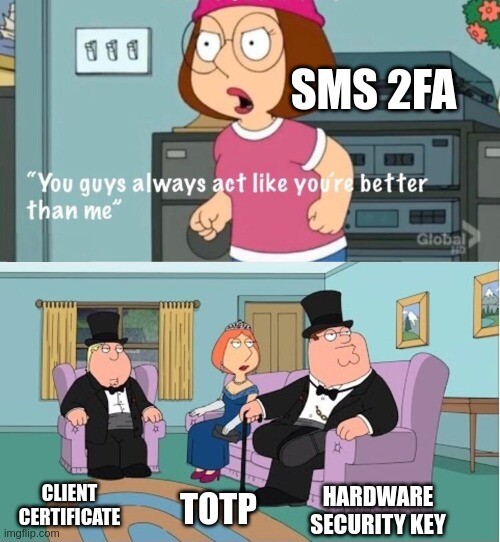 SMS 2FA
“You guys always act like you're better
than me”
Global
HD
CLIENT
CERTIFICATE
TOTP
HARDWARE
SECURITY KEY
imgflip.com